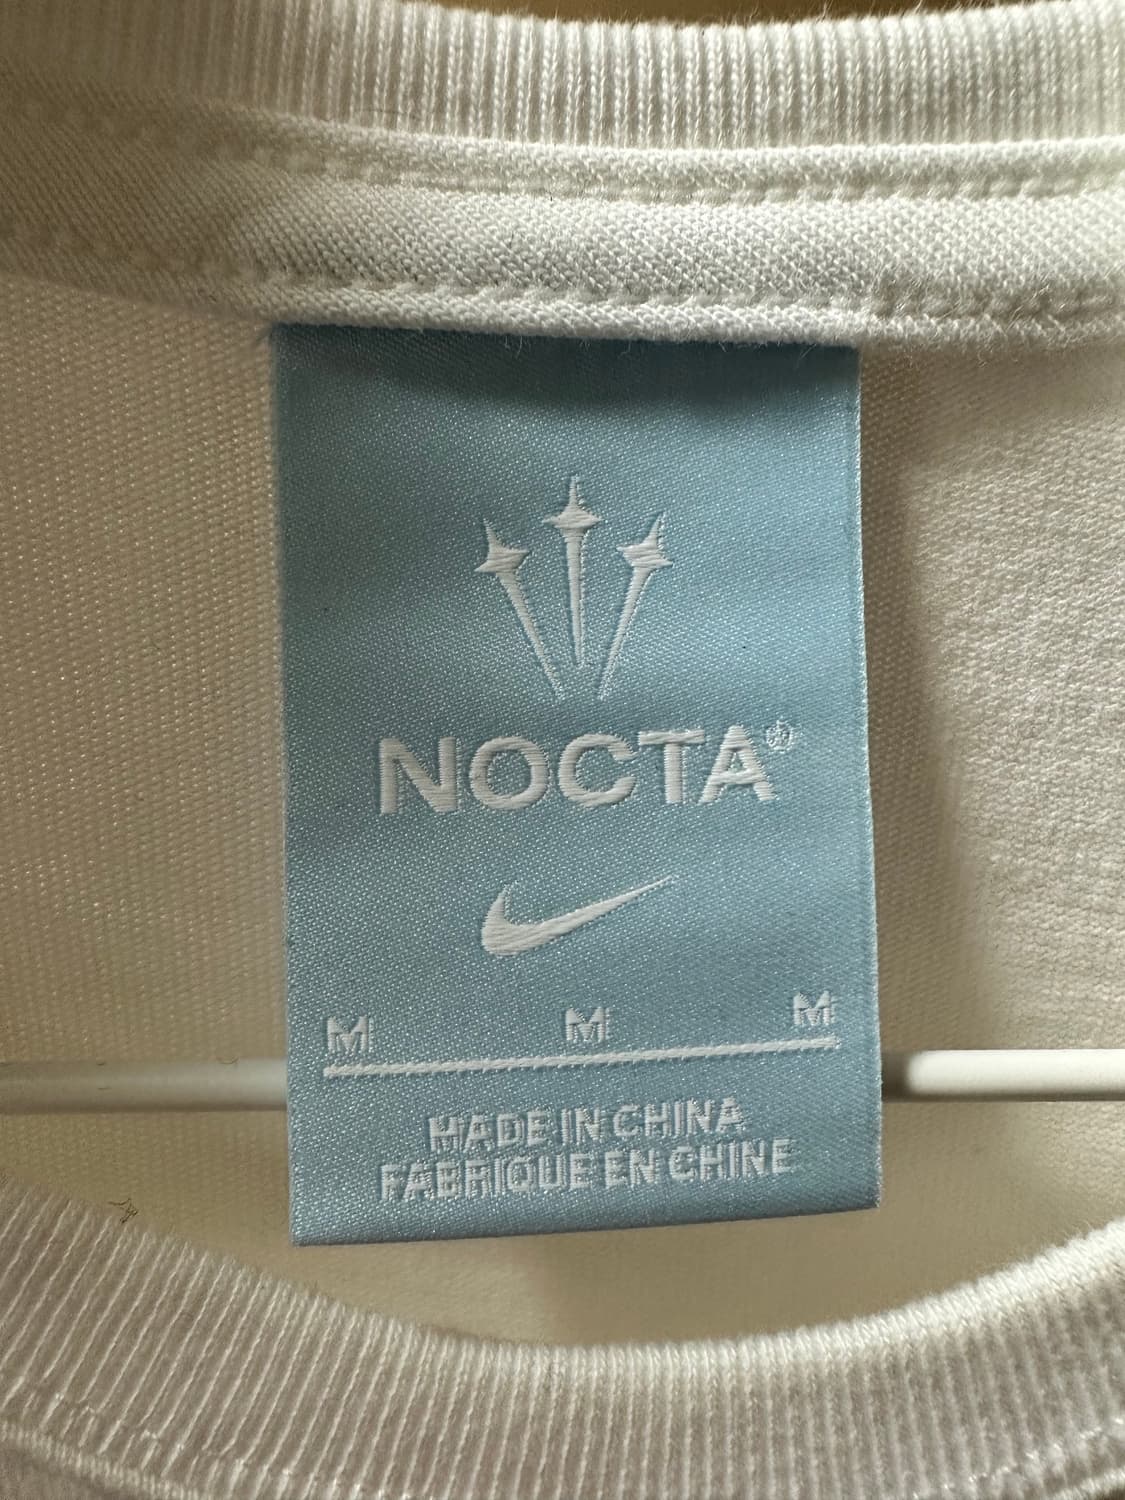 NOCTA
M M M
MADE IN CHINA
FABRIQUE EN CHINE